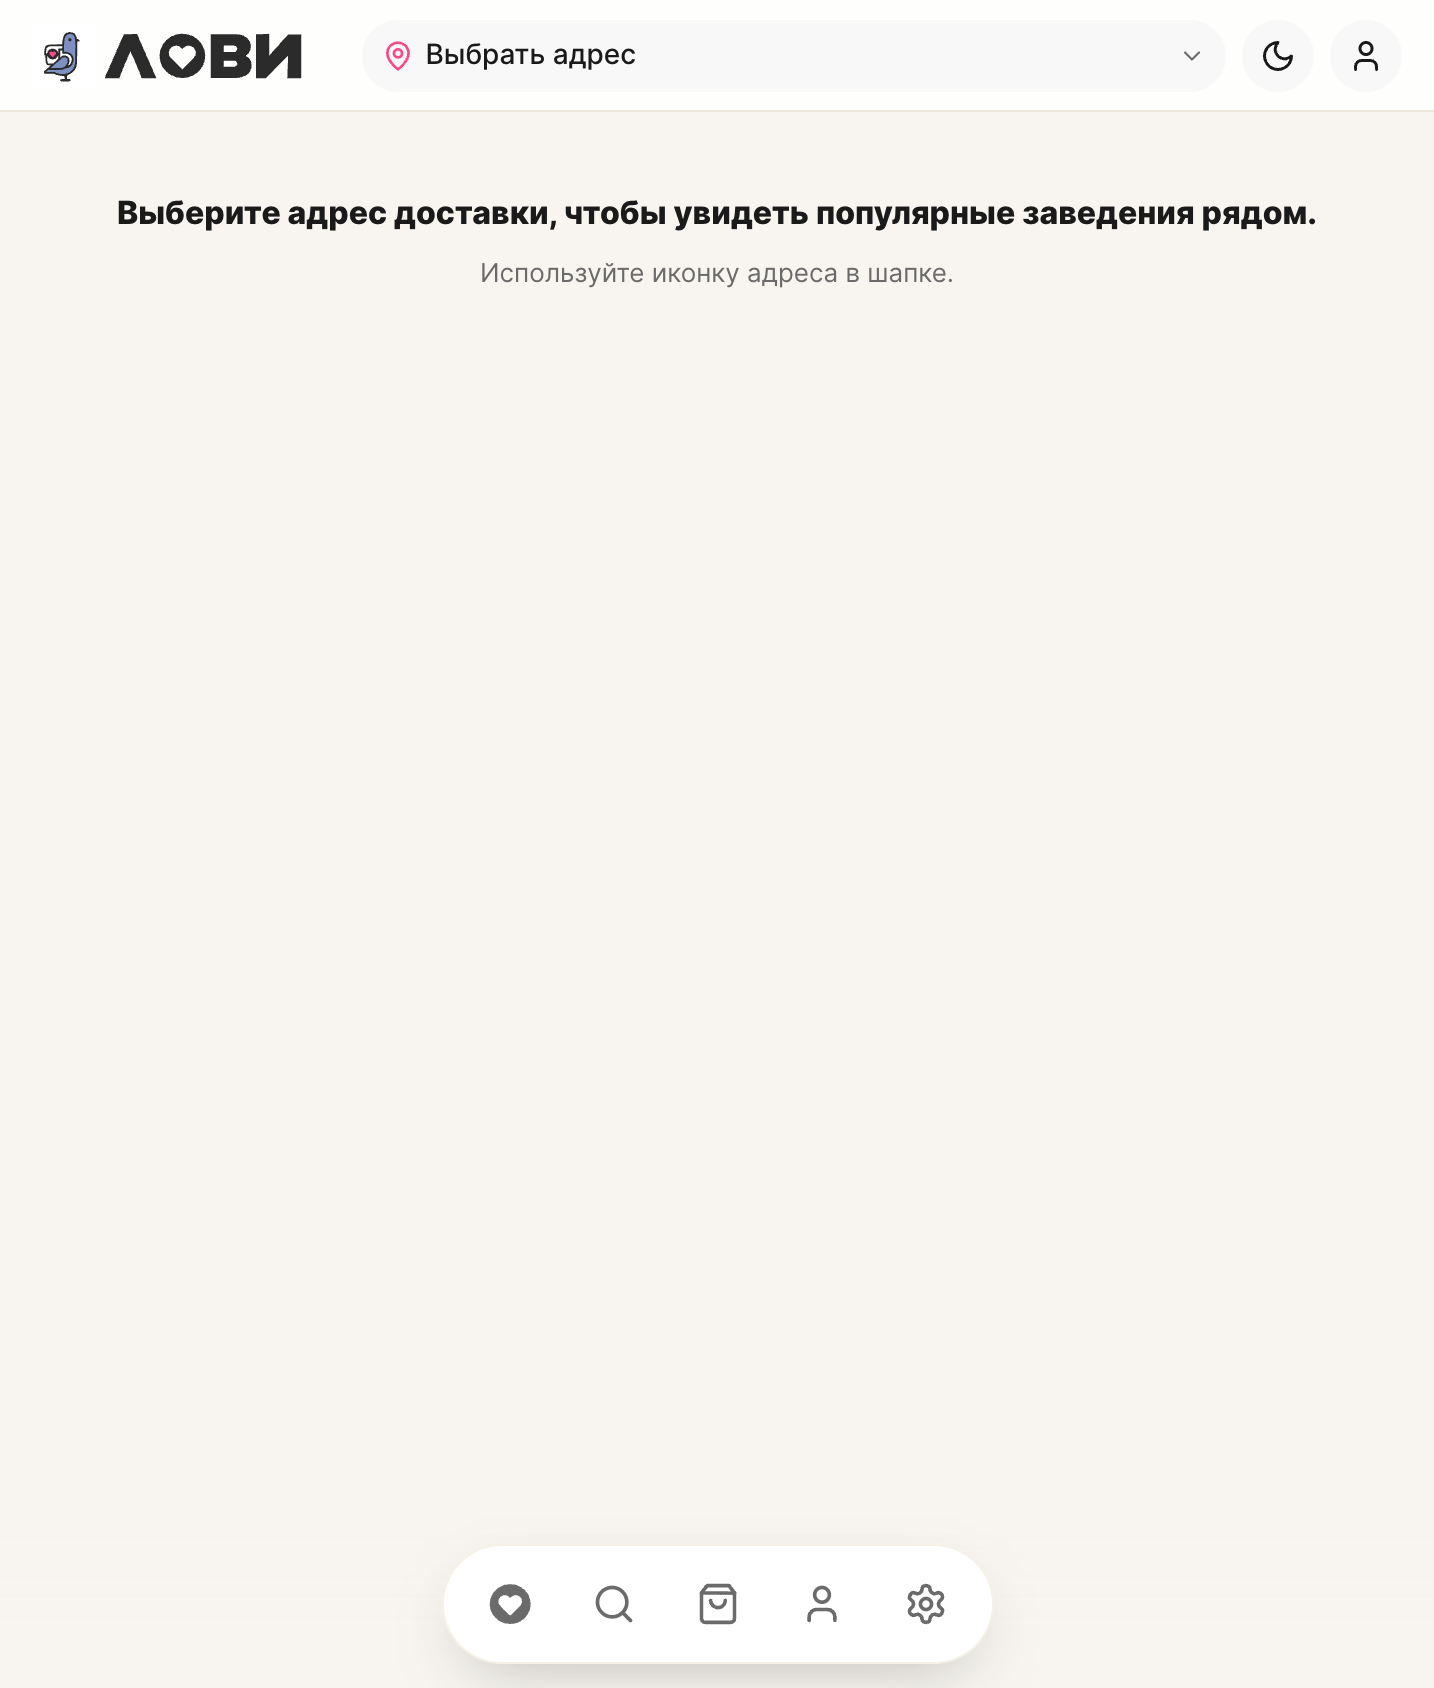 ЛОВИ
Выбрать адрес
Выберите адрес доставки, чтобы увидеть популярные заведения рядом.
Используйте иконку адреса в шапке.